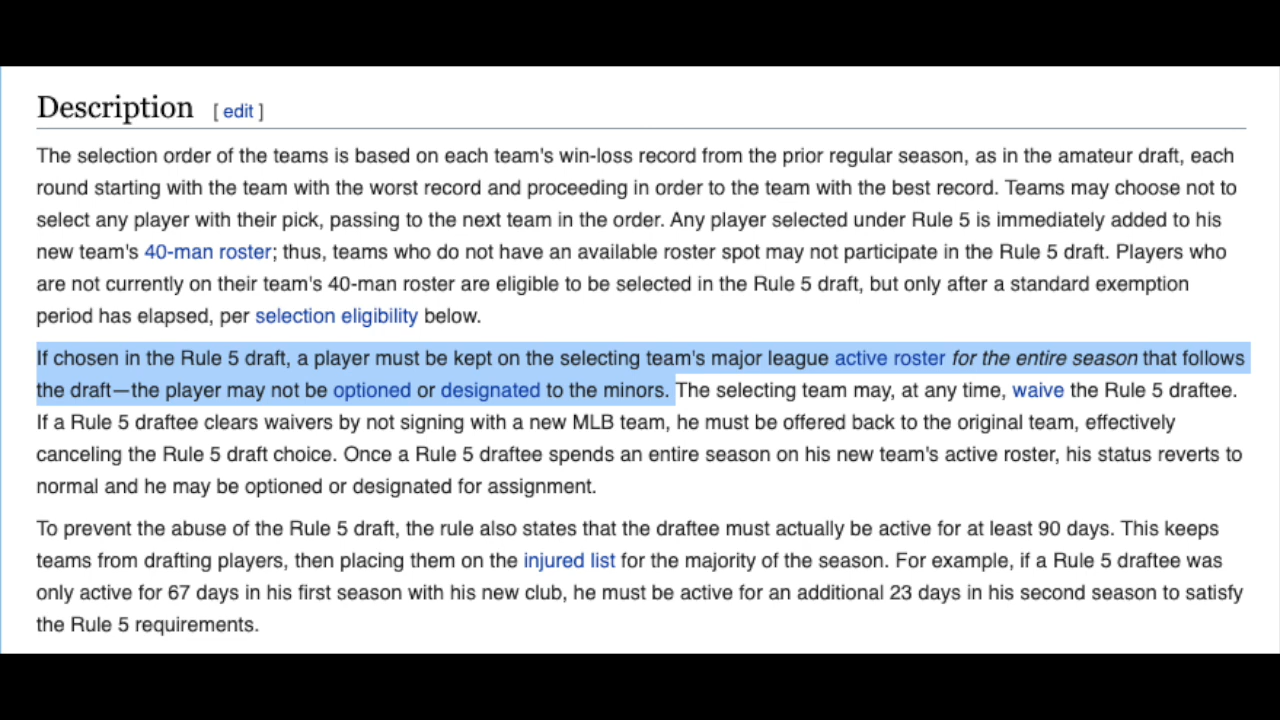 Description [ edit ]
The selection order of the teams is based on each team's win-loss record from the prior regular season, as in the amateur draft, each
round starting with the team with the worst record and proceeding in order to the team with the best record. Teams may choose not to
select any player with their pick, passing to the next team in the order. Any player selected under Rule 5 is immediately added to his
new team's 40-man roster; thus, teams who do not have an available roster spot may not participate in the Rule 5 draft. Players who
are not currently on their team's 40-man roster are eligible to be selected in the Rule 5 draft, but only after a standard exemption
period has elapsed, per selection eligibility below.
If chosen in the Rule 5 draft, a player must be kept on the selecting team's major league active roster for the entire season that follows
the draft—the player may not be optioned or designated to the minors. The selecting team may, at any time, waive the Rule 5 draftee.
If a Rule 5 draftee clears waivers by not signing with a new MLB team, he must be offered back to the original team, effectively
canceling the Rule 5 draft choice. Once a Rule 5 draftee spends an entire season on his new team's active roster, his status reverts to
normal and he may be optioned or designated for assignment.
To prevent the abuse of the Rule 5 draft, the rule also states that the draftee must actually be active for at least 90 days. This keeps
teams from drafting players, then placing them on the injured list for the majority of the season. For example, if a Rule 5 draftee was
only active for 67 days in his first season with his new club, he must be active for an additional 23 days in his second season to satisfy
the Rule 5 requirements.